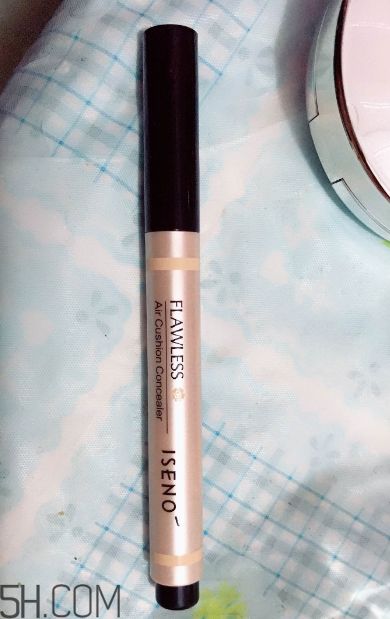 FLAWLESS
Air Cushion Concealer
ISENO
5H.COM